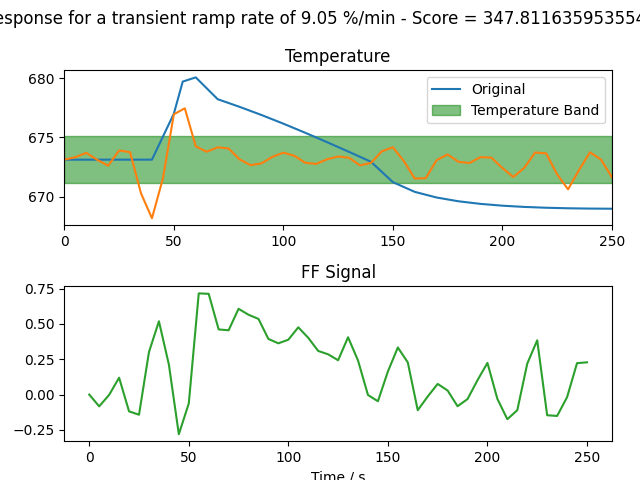 esponse for a transient ramp rate of 9.05 %/min - Score = 347.811635953554
Temperature
680
675
670
Original
Temperature Band
0 50 100 150 200 250
FF Signal
0.75
0.50
0.25
0.00
−0.25
0 50 100 150 200 250
Time / s